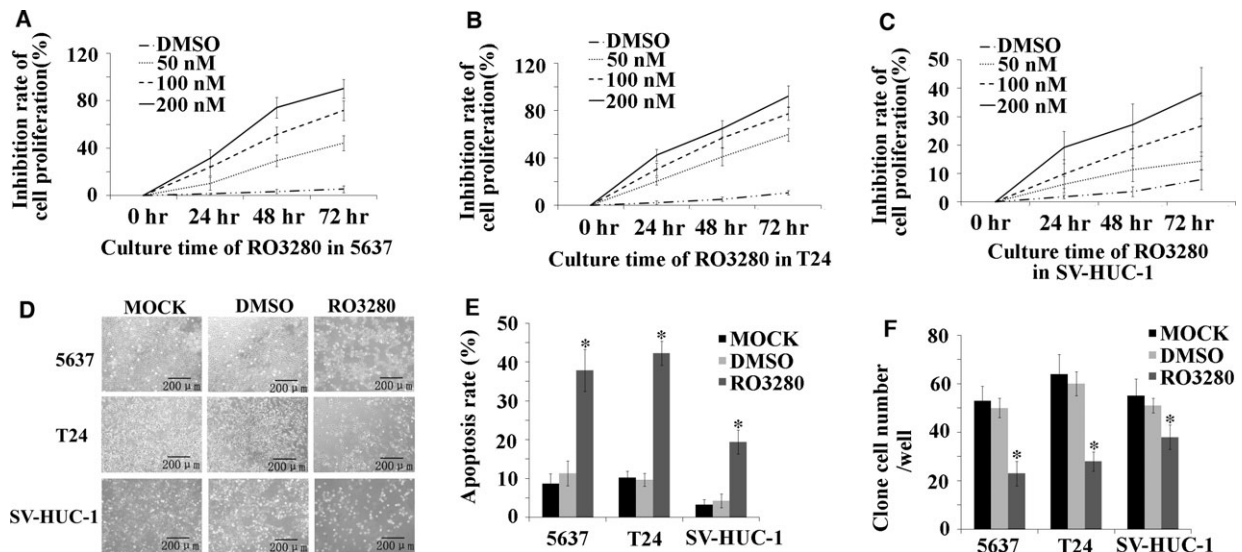 A
Inhibition rate of
cell proliferation(%)
120
80
40
0
DMSO
50 nM
100 nM
200 nM
0 hr 24 hr 48 hr 72 hr
Culture time of RO3280 in 5637
B
Inhibition rate of
cell proliferation(%)
120
80
40
0
DMSO
50 nM
100 nM
200 nM
0 hr 24 hr 48 hr 72 hr
Culture time of RO3280 in T24
C
Inhibition rate of
cell proliferation(%)
50
40
30
20
10
0
DMSO
50 nM
100 nM
200 nM
0 hr 24 hr 48 hr 72 hr
Culture time of RO3280
in SV-HUC-1
D
MOCK DMSO RO3280
5637
200 μm 200 μm 200 μm
T24
200 μm 200 μm 200 μm
SV-HUC-1
200 μm 200 μm 200 μm
E
Apoptosis rate (%)
50
40
30
20
10
0
MOCK
DMSO
RO3280
* * *
5637 T24 SV-HUC-1
F
Clone cell number
/well
80
60
40
20
0
MOCK
DMSO
RO3280
* * *
5637 T24 SV-HUC-1